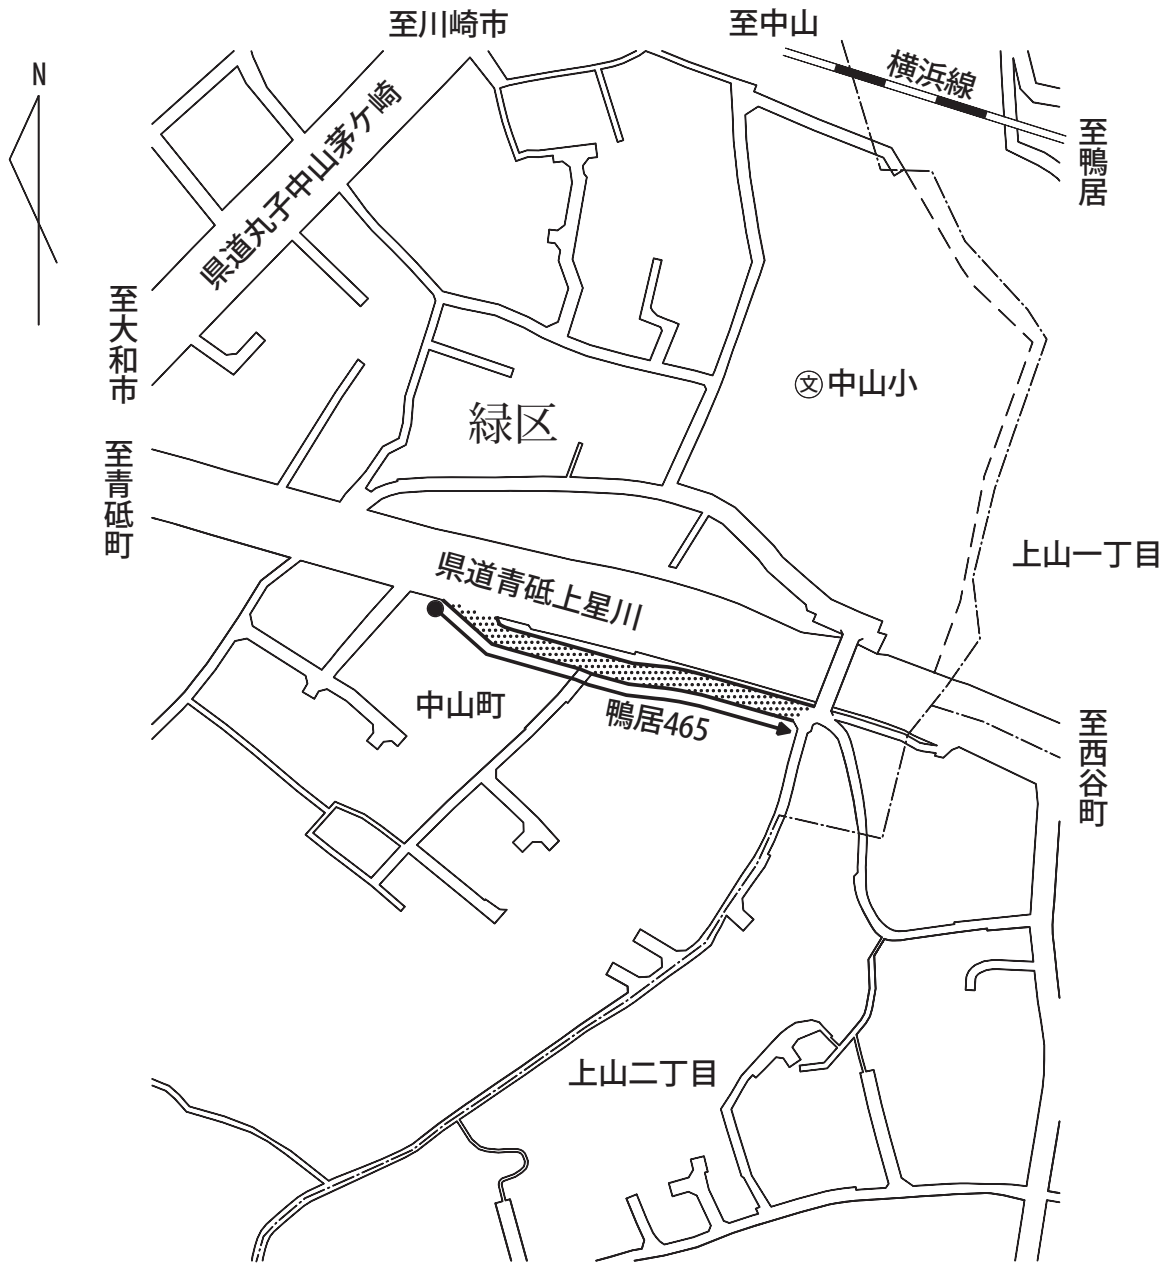 至川崎市
至中山
N
横浜線
県道丸子中山茅ケ崎
至鴨居
至大和市
文中山小
緑区
至青砥町
上山一丁目
県道青砥上星川
中山町
鴨居465
至西谷町
上山二丁目